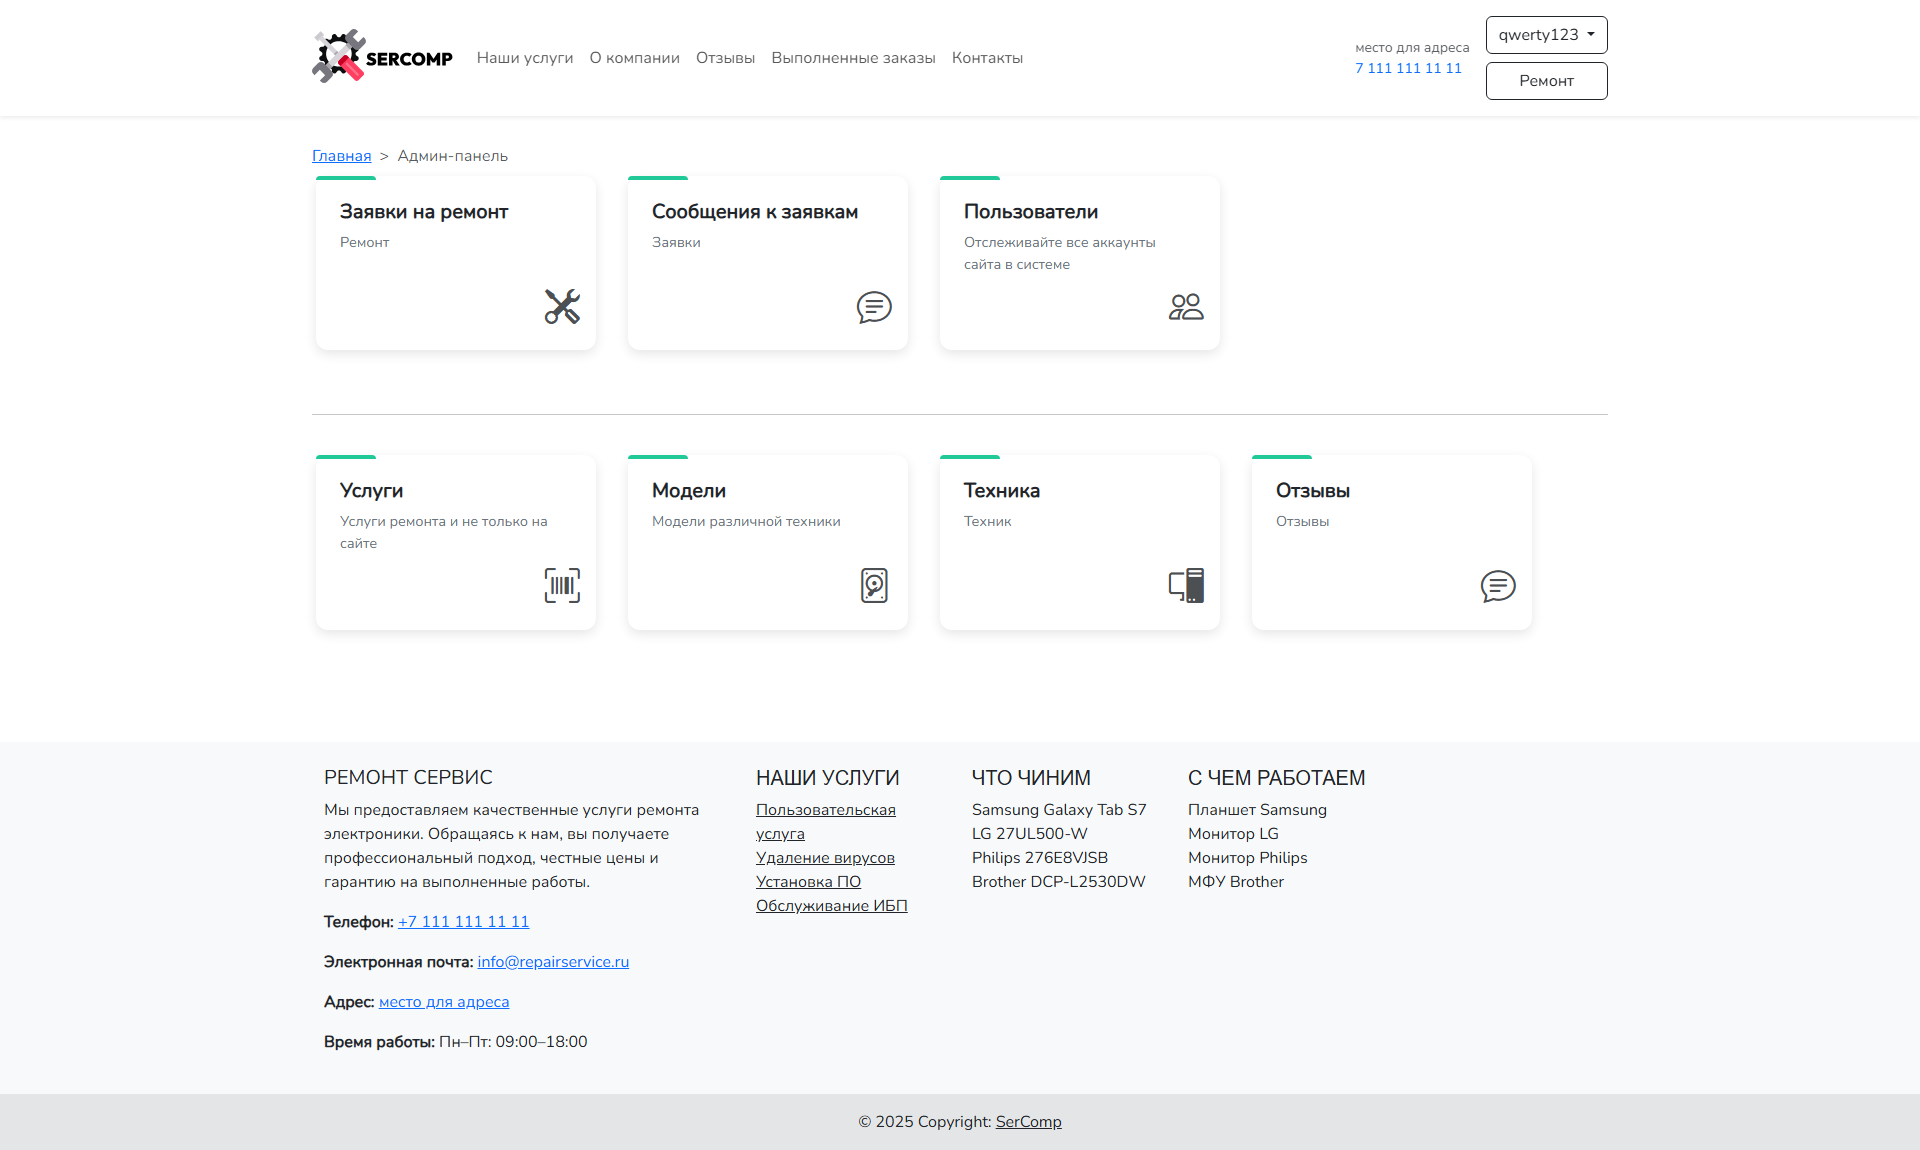 SERCOMP
Наши услуги
О компании
Отзывы
Выполненные заказы
Контакты
место для адреса
7 111 111 11 11
qwerty123
Ремонт
Главная > Админ-панель
Заявки на ремонт
Ремонт
Сообщения к заявкам
Заявки
Пользователи
Отслеживайте все аккаунты
сайта в системе
Услуги
Услуги ремонта и не только на
сайте
Модели
Модели различной техники
Техника
Техник
Отзывы
Отзывы
РЕМОНТ СЕРВИС
Мы предоставляем качественные услуги ремонта
электроники. Обращаясь к нам, вы получаете
профессиональный подход, честные цены и
гарантию на выполненные работы.
Телефон: +7 111 111 11 11
Электронная почта: info@repairservice.ru
Адрес: место для адреса
Время работы: Пн–Пт: 09:00–18:00
НАШИ УСЛУГИ
Пользовательская
услуга
Удаление вирусов
Установка ПО
Обслуживание ИБП
ЧТО ЧИНИМ
Samsung Galaxy Tab S7
LG 27UL500-W
Philips 276E8VJSB
Brother DCP-L2530DW
С ЧЕМ РАБОТАЕМ
Планшет Samsung
Монитор LG
Монитор Philips
МФУ Brother
© 2025 Copyright: SerComp